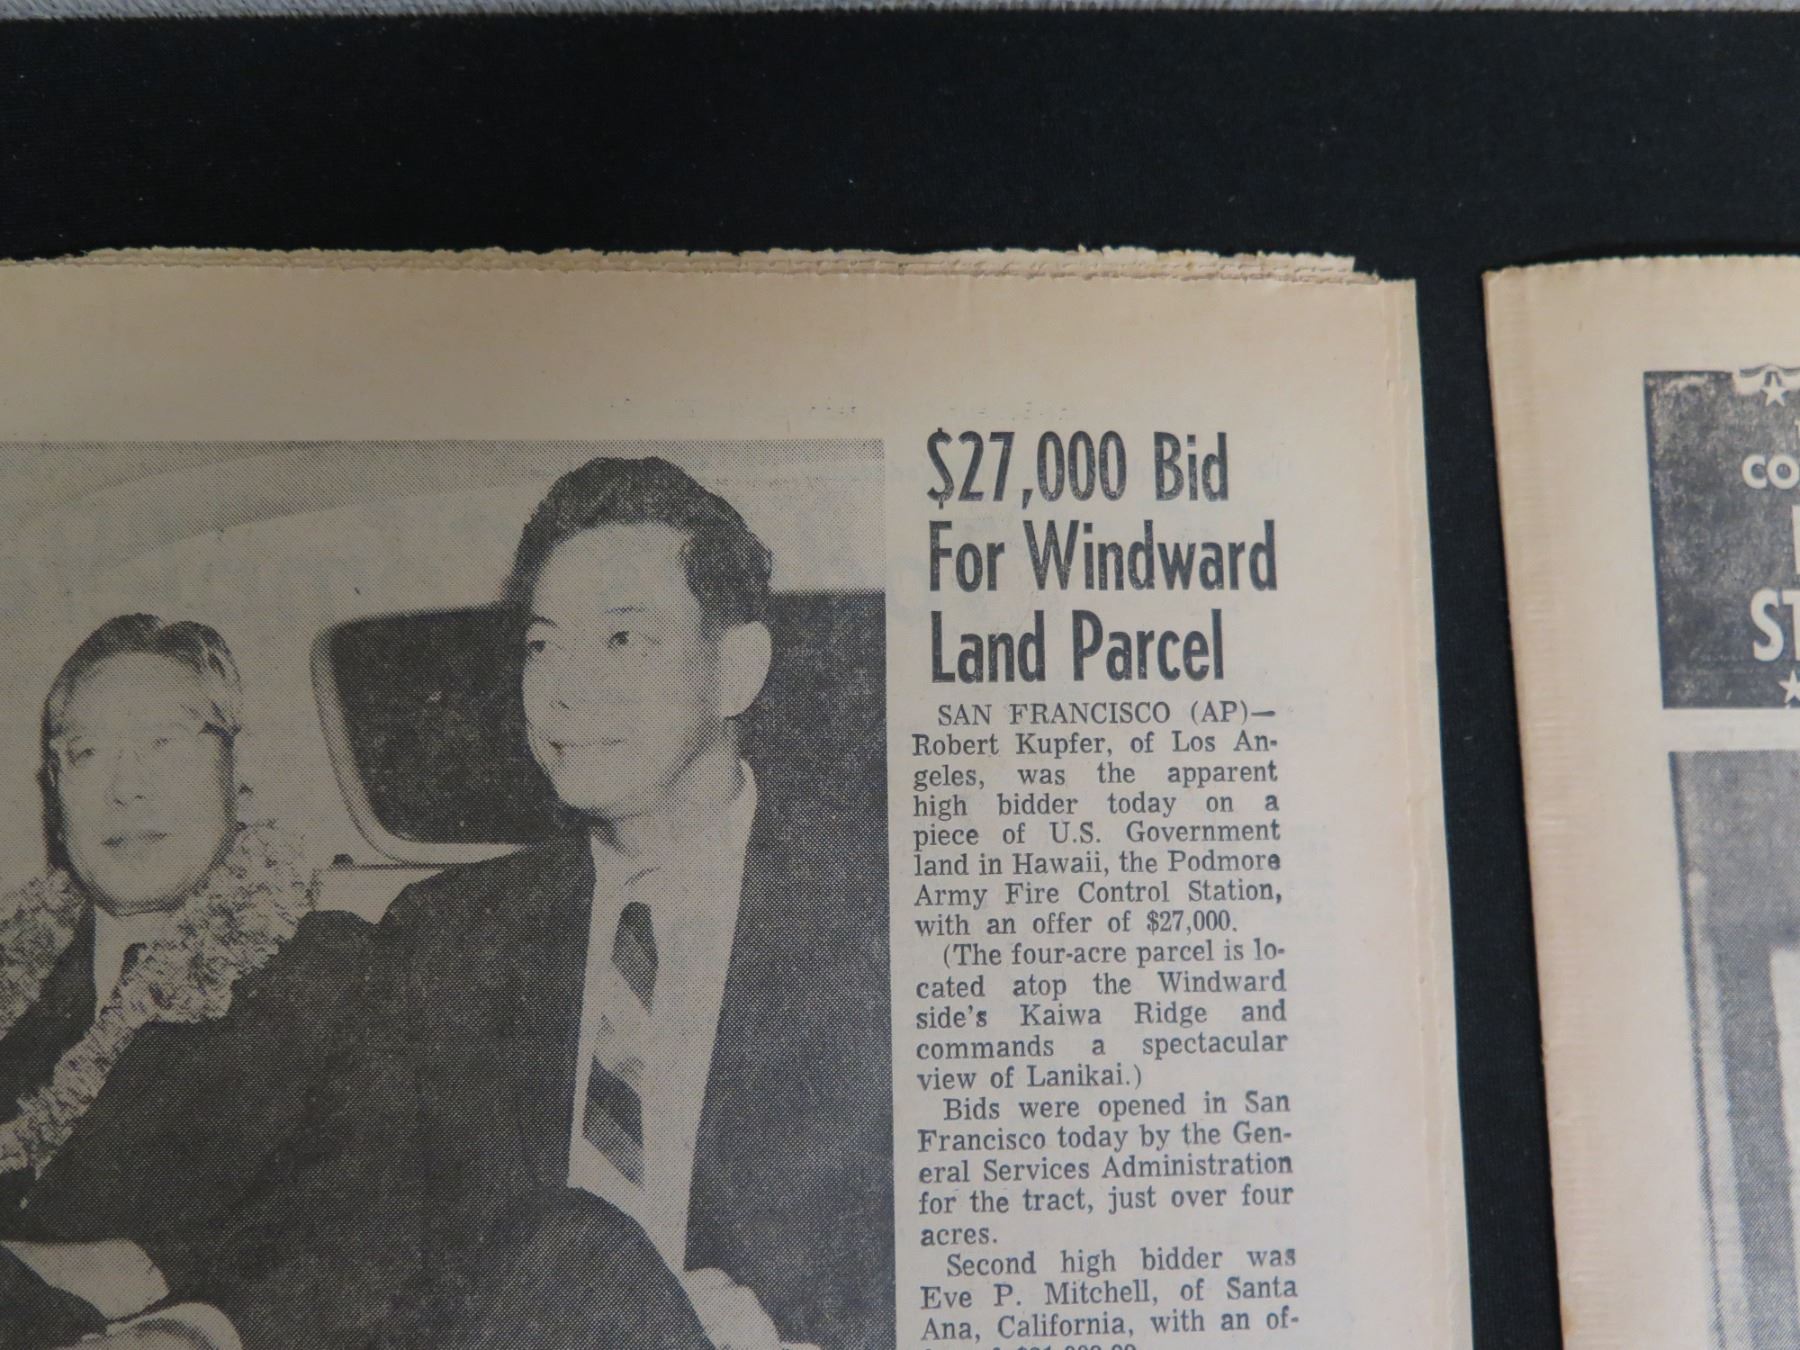 $27,000 Bid
For Windward
Land Parcel
SAN FRANCISCO (AP)—
Robert Kupfer, of Los An-
geles, was the apparent
high bidder today on a
piece of U.S. Government
land in Hawaii, the Podmore
Army Fire Control Station,
with an offer of $27,000.
(The four-acre parcel is lo-
cated atop the Windward
side's Kaiwa Ridge and
commands a spectacular
view of Lanikai.)
Bids were opened in San
Francisco today by the Gen-
eral Services Administration
for the tract, just over four
acres.
Second high bidder was
Eve P. Mitchell, of Santa
Ana, California, with an of-
CO
ST